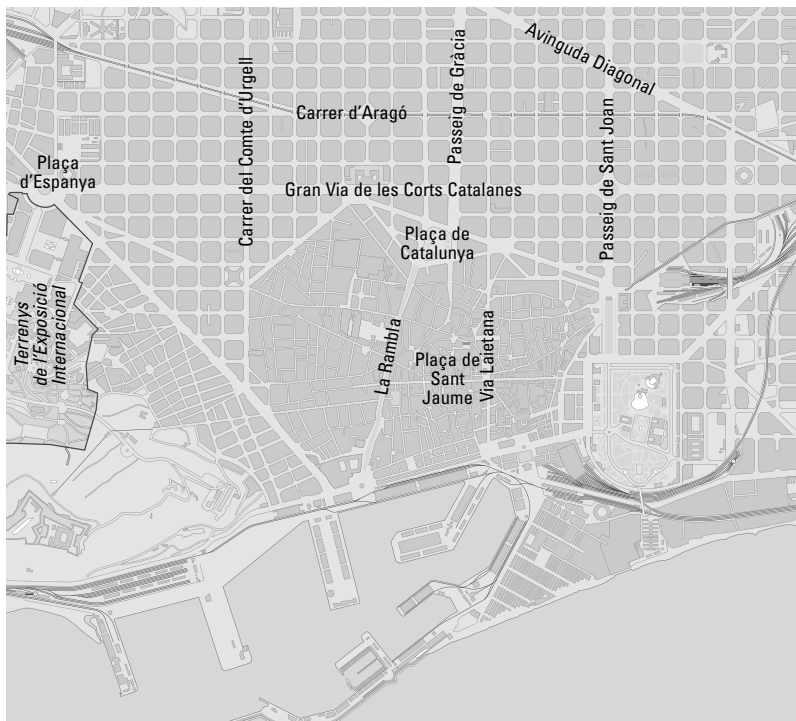 Avinguda Diagonal
Passeig de Gràcia
Carrer del Comte d'Urgell
Carrer d'Aragó
Passeig de Sant Joan
Plaça
d'Espanya
Gran Via de les Corts Catalanes
Plaça de
Catalunya
Terrenys
de l'Exposició
Internacional
La Rambla
Plaça de
Sant
Jaume
Via Laietana